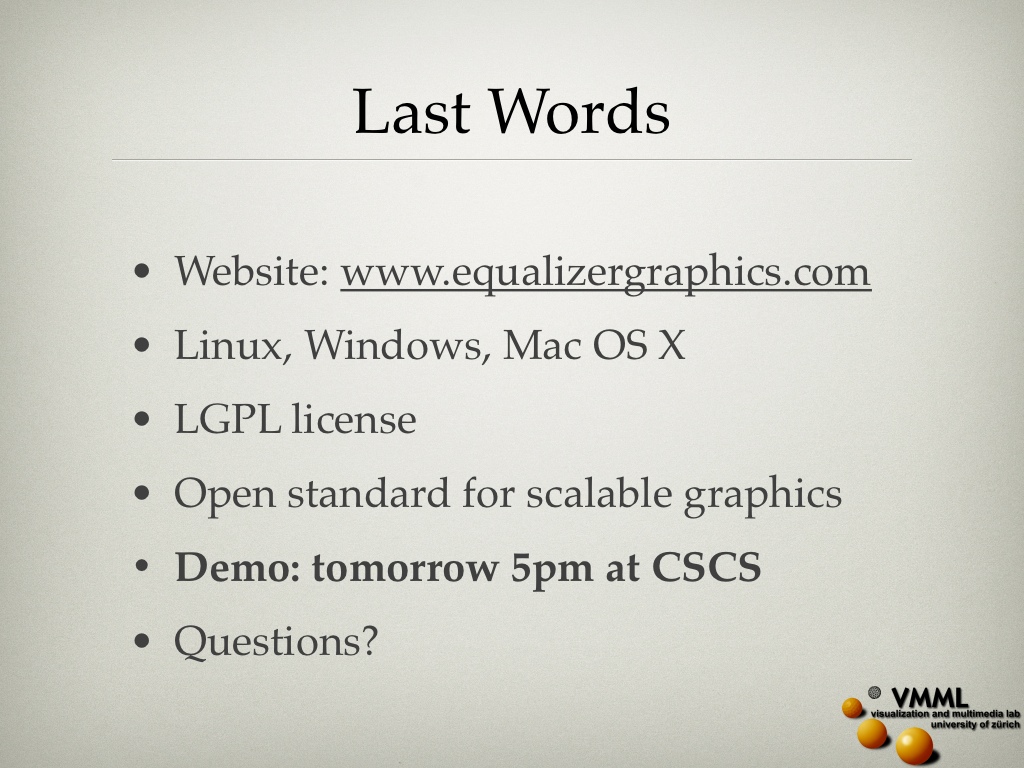 Last Words
• Website: www.equalizergraphics.com
• Linux, Windows, Mac OS X
• LGPL license
• Open standard for scalable graphics
• Demo: tomorrow 5pm at CSCS
• Questions?
VMML
visualization and multimedia lab
university of zürich